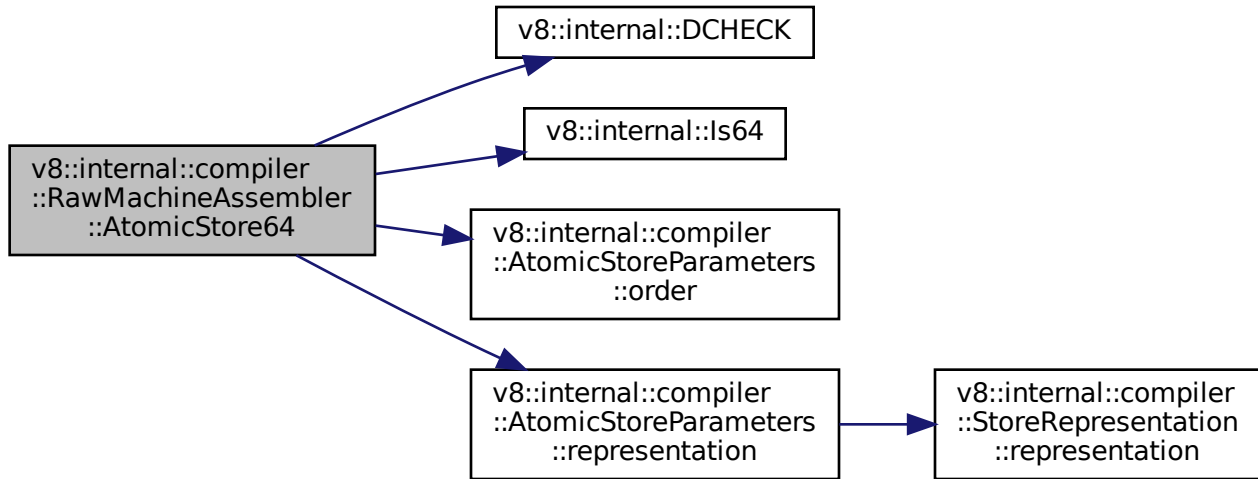 v8::internal::DCHECK
v8::internal::Is64
v8::internal::compiler
::RawMachineAssembler
::AtomicStore64
v8::internal::compiler
::AtomicStoreParameters
::order
v8::internal::compiler
::AtomicStoreParameters
::representation
v8::internal::compiler
::StoreRepresentation
::representation